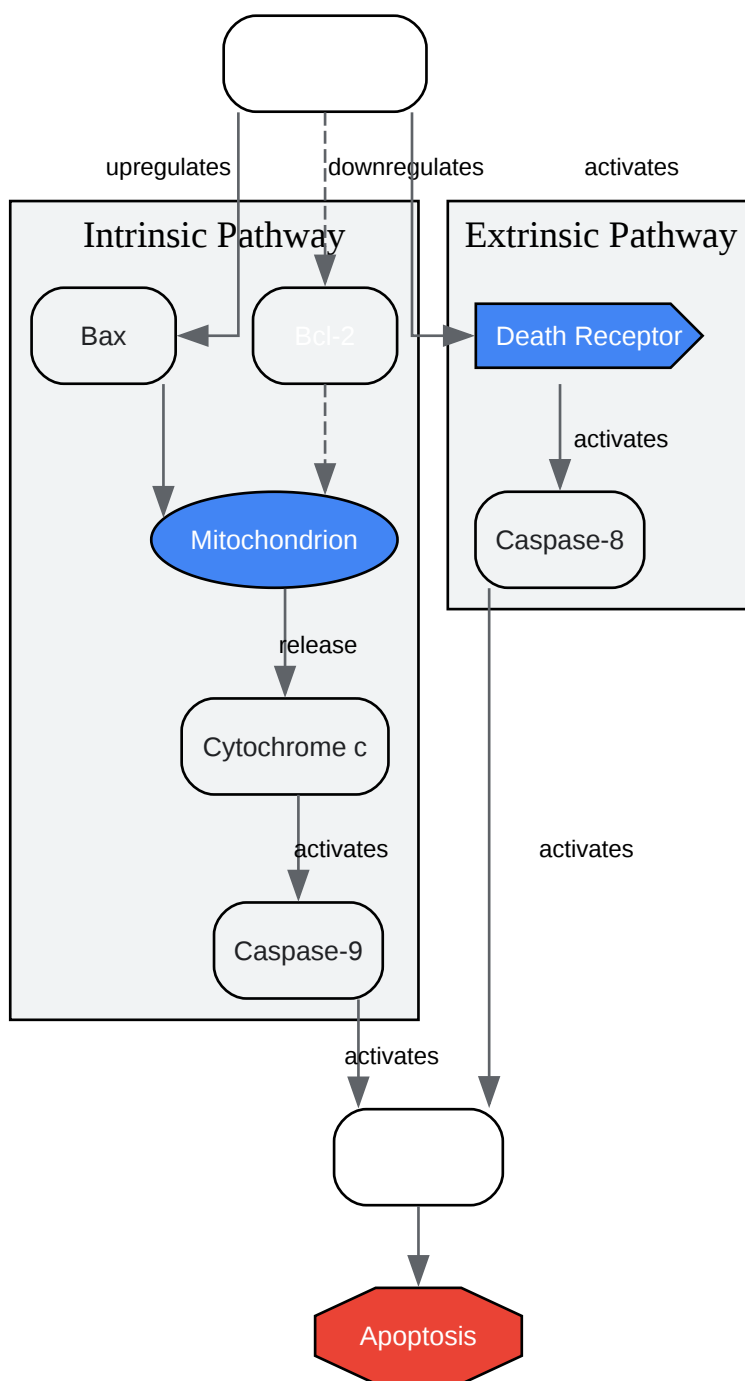 upregulates
downregulates
activates
Intrinsic Pathway
Extrinsic Pathway
Bax
Bcl-2
Death Receptor
activates
Mitochondrion
Caspase-8
release
Cytochrome c
activates
activates
Caspase-9
activates
Apoptosis